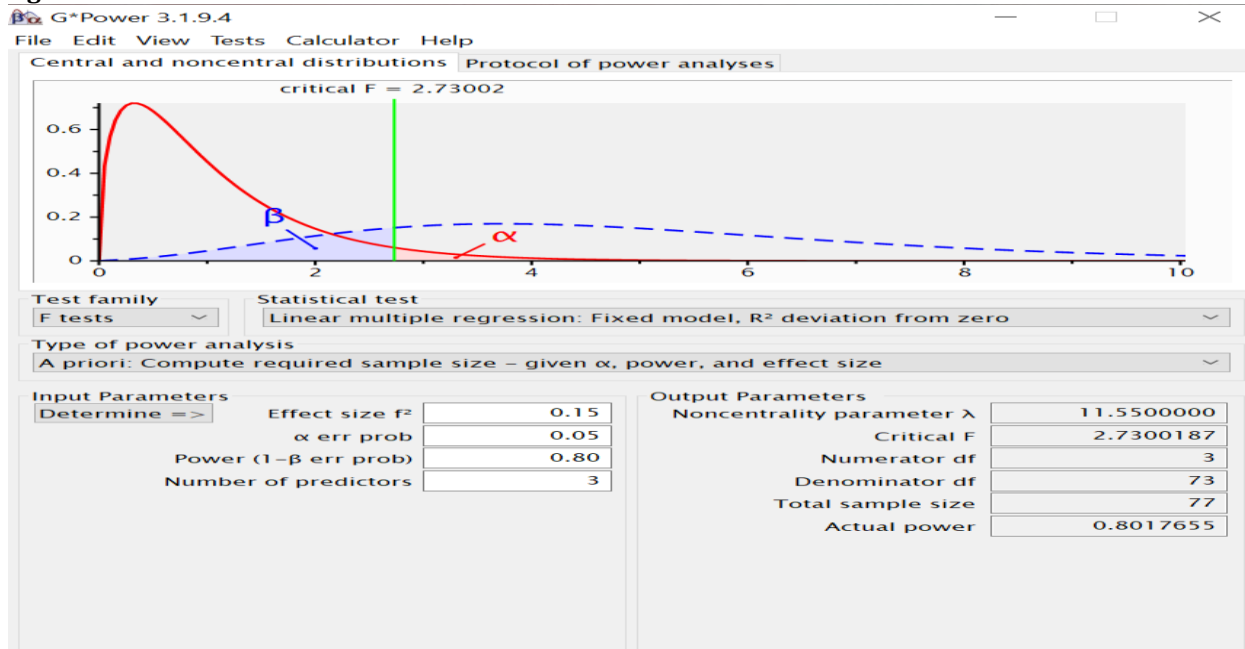 G*Power 3.1.9.4
File Edit View Tests Calculator Help
Central and noncentral distributions Protocol of power analyses
critical F = 2.73002
0.6
0.4
0.2
0
β
α
0 2 4 6 8 10
Test family Statistical test
F tests Linear multiple regression: Fixed model, R² deviation from zero
Type of power analysis
A priori: Compute required sample size – given α, power, and effect size
Input Parameters Output Parameters
Determine => Effect size f² 0.15 Noncentrality parameter λ 11.5500000
α err prob 0.05 Critical F 2.7300187
Power (1-β err prob) 0.80 Numerator df 3
Number of predictors 3 Denominator df 73
Total sample size 77
Actual power 0.8017655